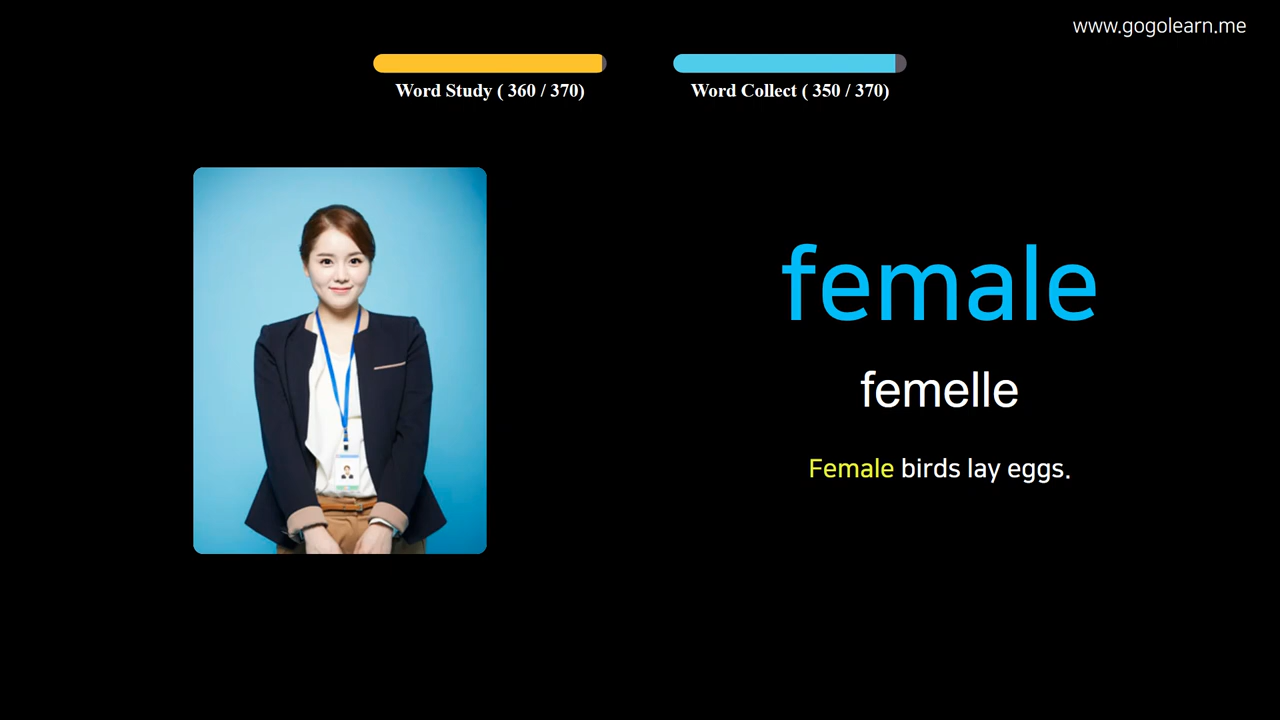 www.gogolearn.me
Word Study ( 360 / 370)
Word Collect ( 350 / 370)
female
femelle
Female birds lay eggs.